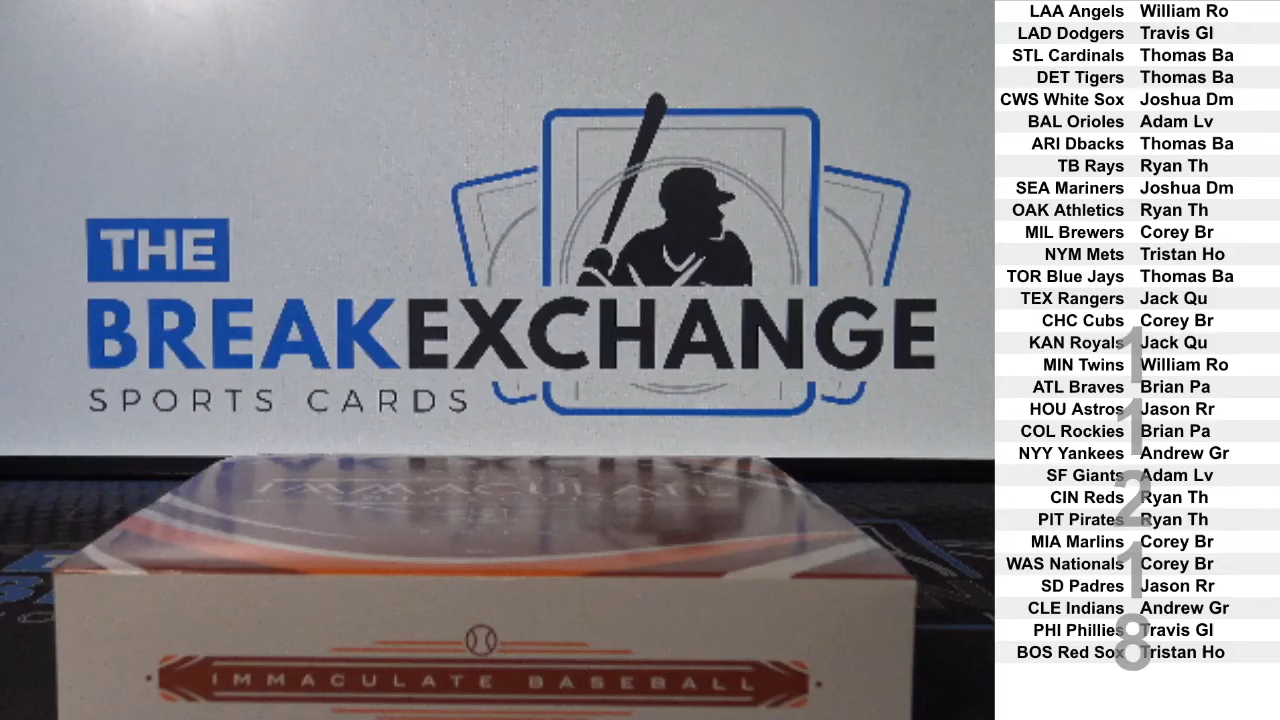 THE
BREAKEXCHANGE
SPORTS CARDS
IMMACULATE
IMMACULATE BASEBALL
LAA Angels William Ro
LAD Dodgers Travis Gl
STL Cardinals Thomas Ba
DET Tigers Thomas Ba
CWS White Sox Joshua Dm
BAL Orioles Adam Lv
ARI Dbacks Thomas Ba
TB Rays Ryan Th
SEA Mariners Joshua Dm
OAK Athletics Ryan Th
MIL Brewers Corey Br
NYM Mets Tristan Ho
TOR Blue Jays Thomas Ba
TEX Rangers Jack Qu
CHC Cubs Corey Br
KAN Royals Jack Qu
MIN Twins William Ro
ATL Braves Brian Pa
HOU Astros Jason Rr
COL Rockies Brian Pa
NYY Yankees Andrew Gr
SF Giants Adam Lv
CIN Reds Ryan Th
PIT Pirates Ryan Th
MIA Marlins Corey Br
WAS Nationals Corey Br
SD Padres Jason Rr
CLE Indians Andrew Gr
PHI Phillies Travis Gl
BOS Red Sox Tristan Ho
1
1
2
1
8